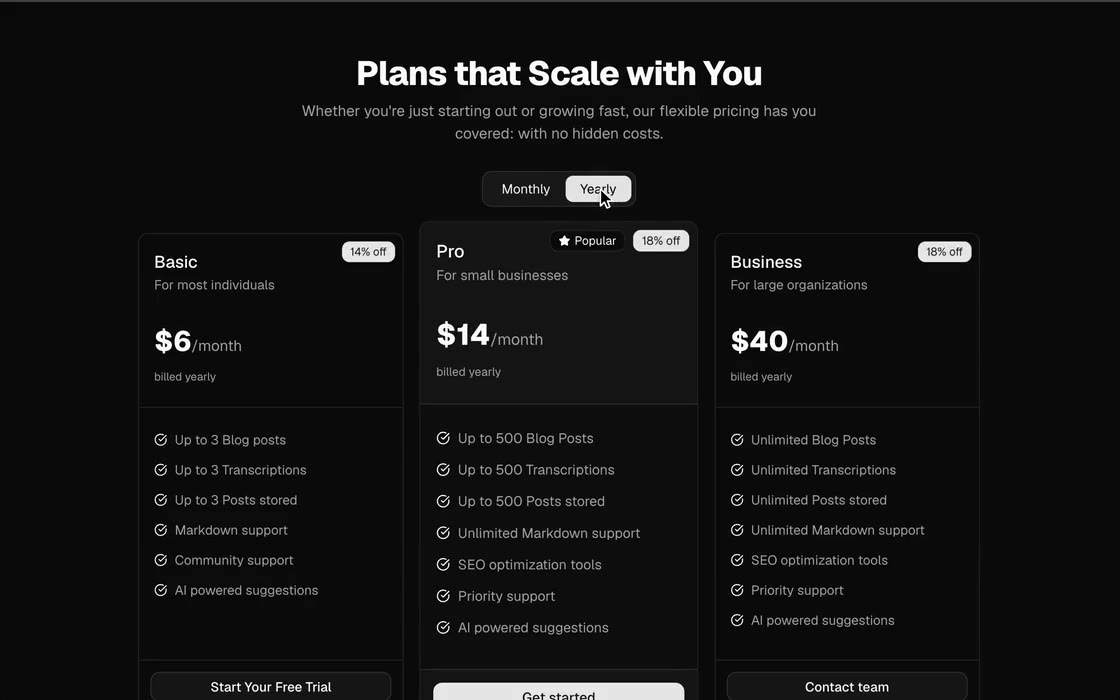 Plans that Scale with You
Whether you're just starting out or growing fast, our flexible pricing has you
covered: with no hidden costs.
Monthly
Yearly
Basic
14% off
For most individuals
$6/month
billed yearly
Up to 3 Blog posts
Up to 3 Transcriptions
Up to 3 Posts stored
Markdown support
Community support
AI powered suggestions
Start Your Free Trial
Pro
Popular
18% off
For small businesses
$14/month
billed yearly
Up to 500 Blog Posts
Up to 500 Transcriptions
Up to 500 Posts stored
Unlimited Markdown support
SEO optimization tools
Priority support
AI powered suggestions
Get started
Business
18% off
For large organizations
$40/month
billed yearly
Unlimited Blog Posts
Unlimited Transcriptions
Unlimited Posts stored
Unlimited Markdown support
SEO optimization tools
Priority support
AI powered suggestions
Contact team